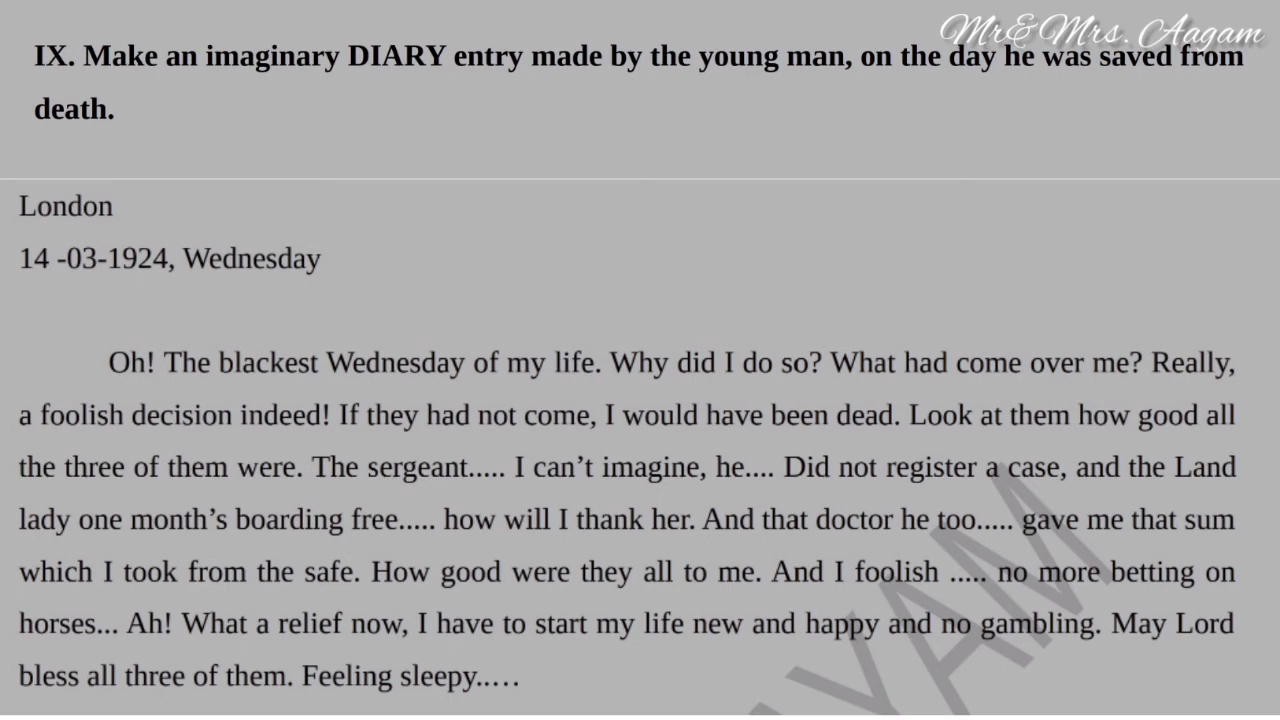 Mr&Mrs. Aagam
IX. Make an imaginary DIARY entry made by the young man, on the day he was saved from
death.
London
14 -03-1924, Wednesday
Oh! The blackest Wednesday of my life. Why did I do so? What had come over me? Really,
a foolish decision indeed! If they had not come, I would have been dead. Look at them how good all
the three of them were. The sergeant..... I can’t imagine, he.... Did not register a case, and the Land
lady one month’s boarding free..... how will I thank her. And that doctor he too..... gave me that sum
which I took from the safe. How good were they all to me. And I foolish ..... no more betting on
horses... Ah! What a relief now, I have to start my life new and happy and no gambling. May Lord
bless all three of them. Feeling sleepy..…
YAM